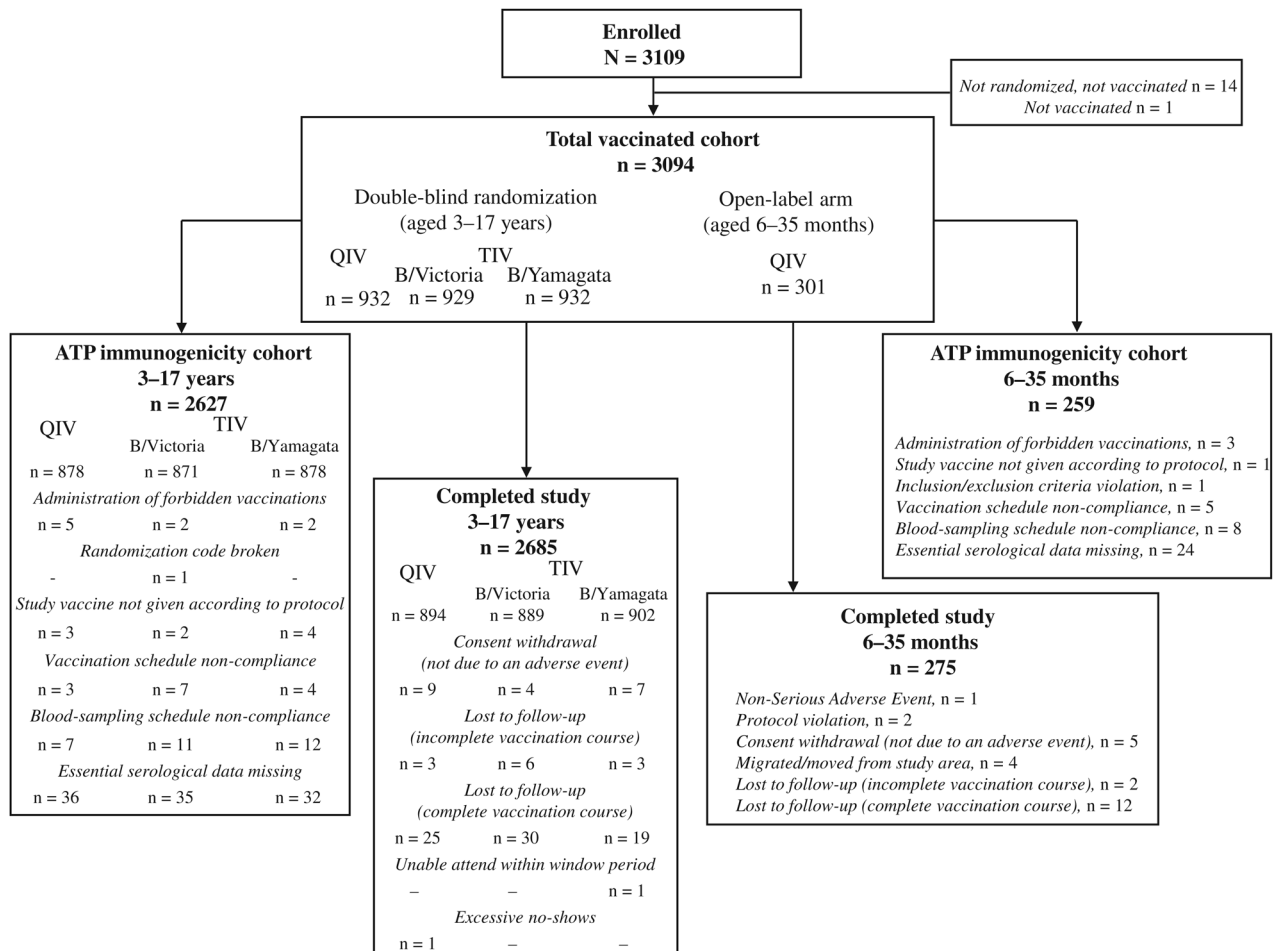 Enrolled
N = 3109
Not randomized, not vaccinated n = 14
Not vaccinated n = 1
Total vaccinated cohort
n = 3094
Double-blind randomization
(aged 3–17 years)
QIV
TIV
B/Victoria B/Yamagata
n = 932 n = 929 n = 932
Open-label arm
(aged 6–35 months)
QIV
n = 301
ATP immunogenicity cohort
3–17 years
n = 2627
QIV TIV
B/Victoria B/Yamagata
n = 878 n = 871 n = 878
Administration of forbidden vaccinations
n = 5 n = 2 n = 2
Randomization code broken
- n = 1 -
Study vaccine not given according to protocol
n = 3 n = 2 n = 4
Vaccination schedule non-compliance
n = 3 n = 7 n = 4
Blood-sampling schedule non-compliance
n = 7 n = 11 n = 12
Essential serological data missing
n = 36 n = 35 n = 32
Completed study
3–17 years
n = 2685
QIV TIV
B/Victoria B/Yamagata
n = 894 n = 889 n = 902
Consent withdrawal
(not due to an adverse event)
n = 9 n = 4 n = 7
Lost to follow-up
(incomplete vaccination course)
n = 3 n = 6 n = 3
Lost to follow-up
(complete vaccination course)
n = 25 n = 30 n = 19
Unable attend within window period
– – n = 1
Excessive no-shows
n = 1 – –
ATP immunogenicity cohort
6–35 months
n = 259
Administration of forbidden vaccinations, n = 3
Study vaccine not given according to protocol, n = 1
Inclusion/exclusion criteria violation, n = 1
Vaccination schedule non-compliance, n = 5
Blood-sampling schedule non-compliance, n = 8
Essential serological data missing, n = 24
Completed study
6–35 months
n = 275
Non-Serious Adverse Event, n = 1
Protocol violation, n = 2
Consent withdrawal (not due to an adverse event), n = 5
Migrated/moved from study area, n = 4
Lost to follow-up (incomplete vaccination course), n = 2
Lost to follow-up (complete vaccination course), n = 12